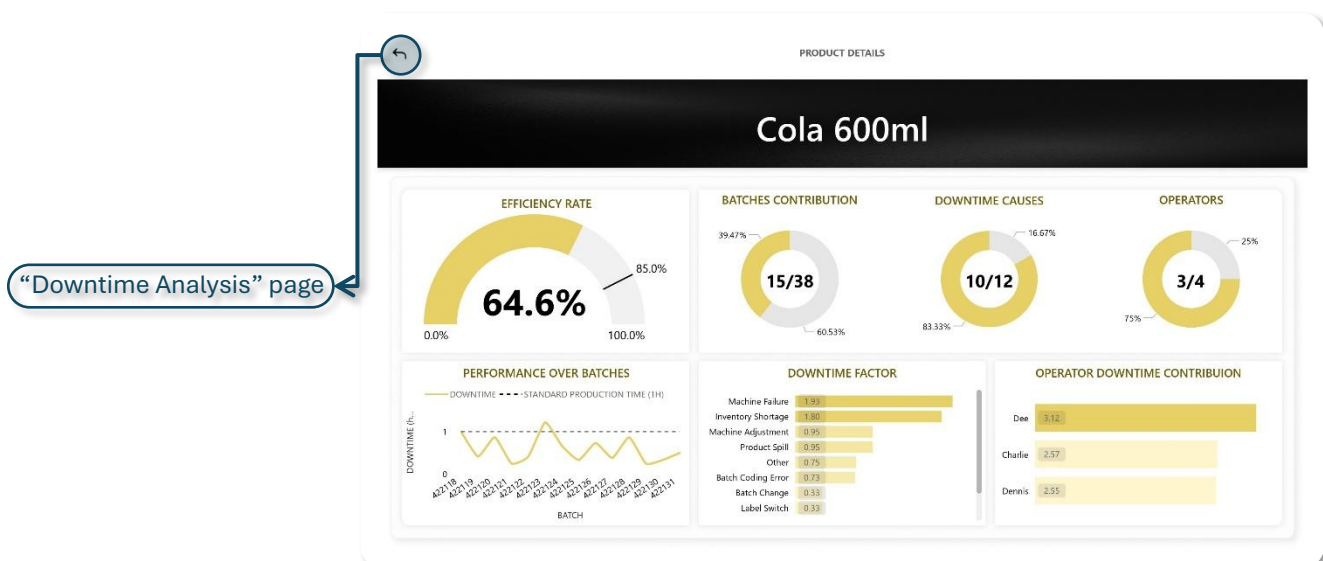 PRODUCT DETAILS
Cola 600ml
“Downtime Analysis” page
EFFICIENCY RATE
85.0%
64.6%
0.0%
100.0%
BATCHES CONTRIBUTION
39.47%
15/38
60.53%
DOWNTIME CAUSES
16.67%
10/12
83.33%
OPERATORS
25%
3/4
75%
PERFORMANCE OVER BATCHES
DOWNTIME
STANDARD PRODUCTION TIME (1H)
DOWNTIME (h...
1
0
422118
422119
422120
422121
422122
422123
422124
422125
422126
422127
422128
422129
422130
422131
BATCH
DOWNTIME FACTOR
Machine Failure 1.93
Inventory Shortage 1.80
Machine Adjustment 0.95
Product Spill 0.95
Other 0.75
Batch Coding Error 0.73
Batch Change 0.33
Label Switch 0.33
OPERATOR DOWNTIME CONTRIBUION
Dee 3.12
Charlie 2.57
Dennis 2.55